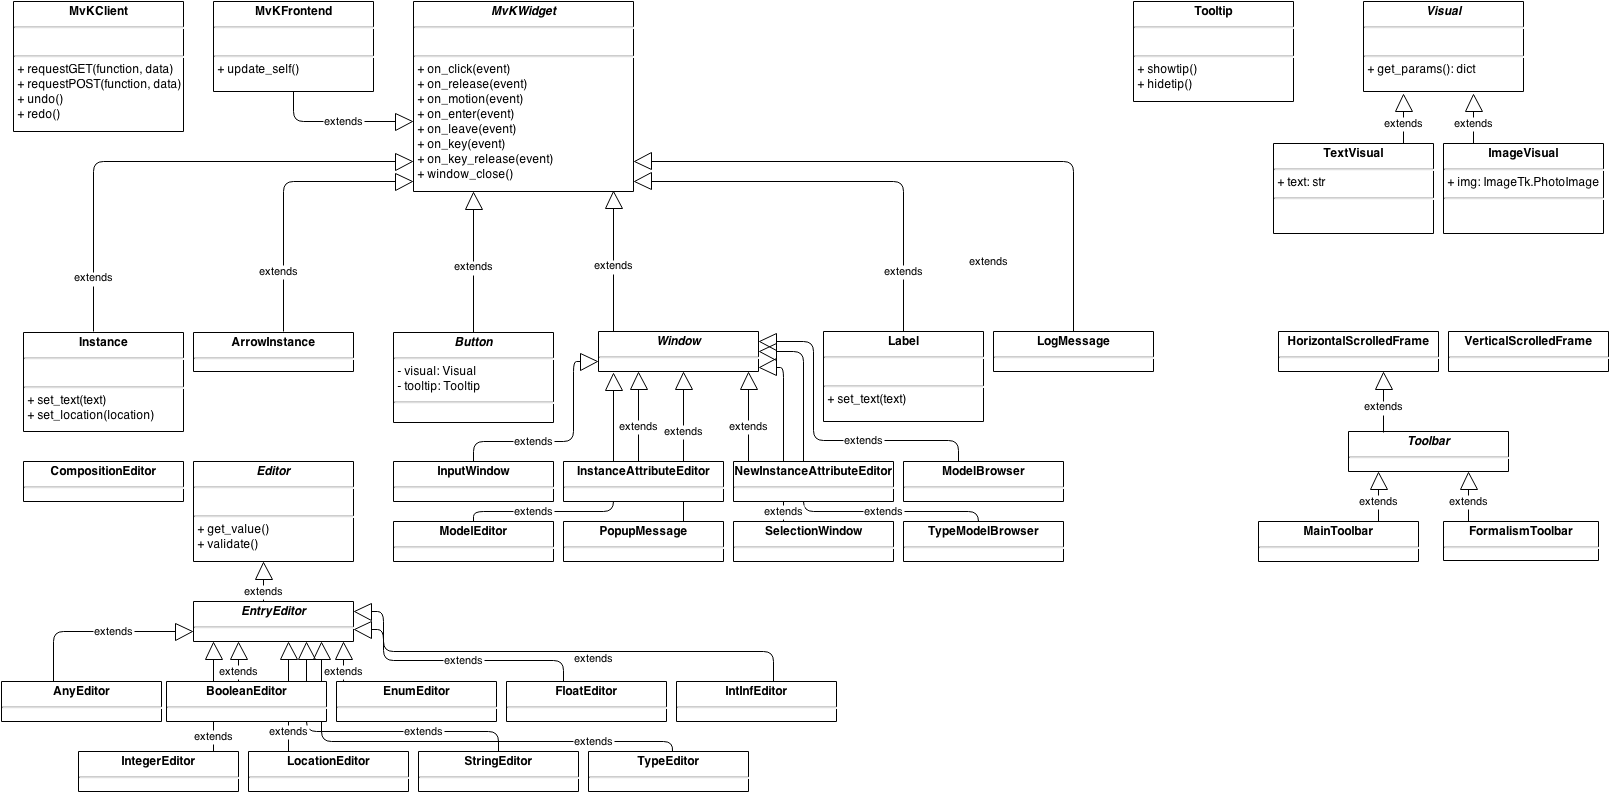 MvKClient
+ requestGET(function, data)
+ requestPOST(function, data)
+ undo()
+ redo()
MvKFrontend
+ update_self()
MvKWidget
+ on_click(event)
+ on_release(event)
+ on_motion(event)
+ on_enter(event)
+ on_leave(event)
+ on_key(event)
+ on_key_release(event)
+ window_close()
Tooltip
+ showtip()
+ hidetip()
Visual
+ get_params(): dict
extends
extends
extends
TextVisual
+ text: str
ImageVisual
+ img: ImageTk.PhotoImage
extends
extends
extends
extends
extends
extends
Instance
+ set_text(text)
+ set_location(location)
ArrowInstance
Button
- visual: Visual
- tooltip: Tooltip
Window
Label
+ set_text(text)
LogMessage
HorizontalScrolledFrame
VerticalScrolledFrame
extends
extends
extends
extends
extends
extends
Toolbar
CompositionEditor
Editor
+ get_value()
+ validate()
InputWindow
InstanceAttributeEditor
NewInstanceAttributeEditor
ModelBrowser
extends
extends
extends
extends
extends
ModelEditor
PopupMessage
SelectionWindow
TypeModelBrowser
MainToolbar
FormalismToolbar
extends
EntryEditor
extends
extends
extends
extends
extends
AnyEditor
BooleanEditor
EnumEditor
FloatEditor
IntInfEditor
extends
extends
extends
extends
IntegerEditor
LocationEditor
StringEditor
TypeEditor